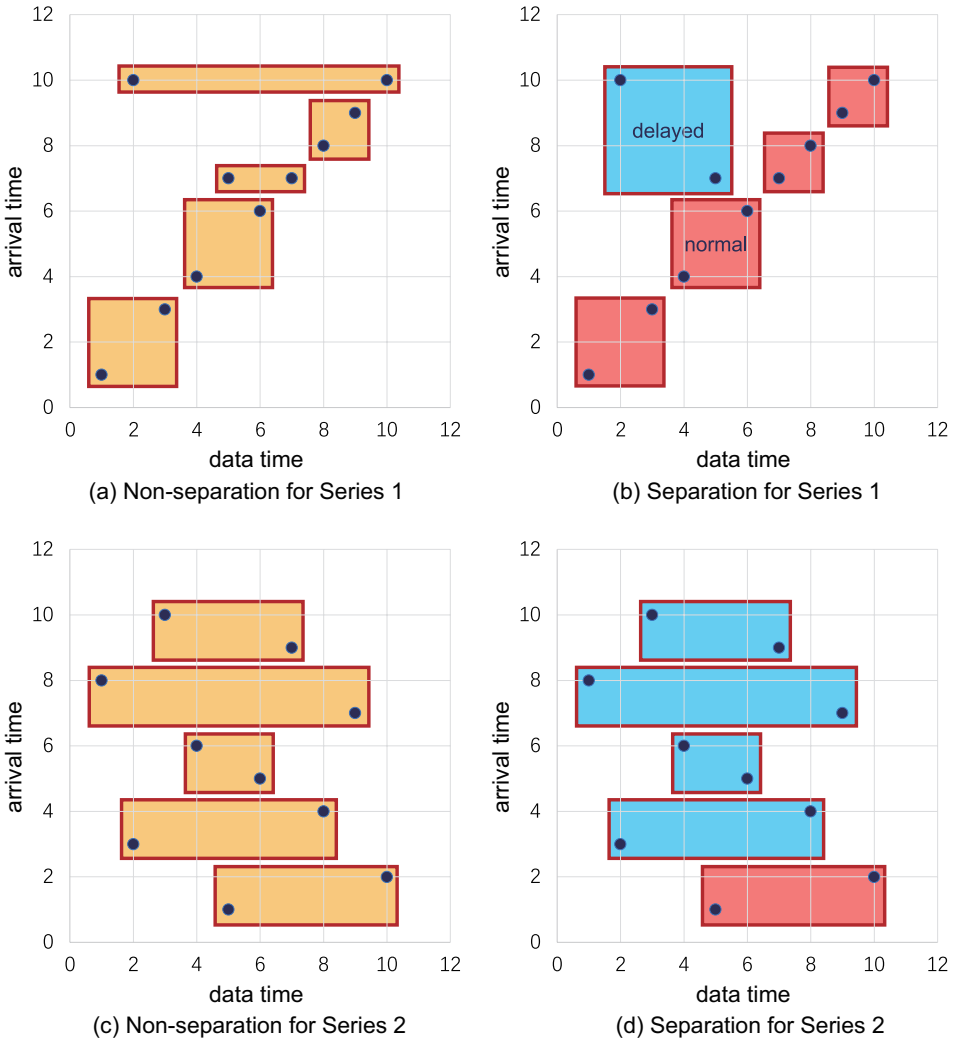 12
10
8
6
4
2
0
arrival time
0 2 4 6 8 10 12
data time
(a) Non-separation for Series 1
12
10
8
6
4
2
0
arrival time
delayed
normal
0 2 4 6 8 10 12
data time
(b) Separation for Series 1
12
10
8
6
4
2
0
arrival time
0 2 4 6 8 10 12
data time
(c) Non-separation for Series 2
12
10
8
6
4
2
0
arrival time
0 2 4 6 8 10 12
data time
(d) Separation for Series 2